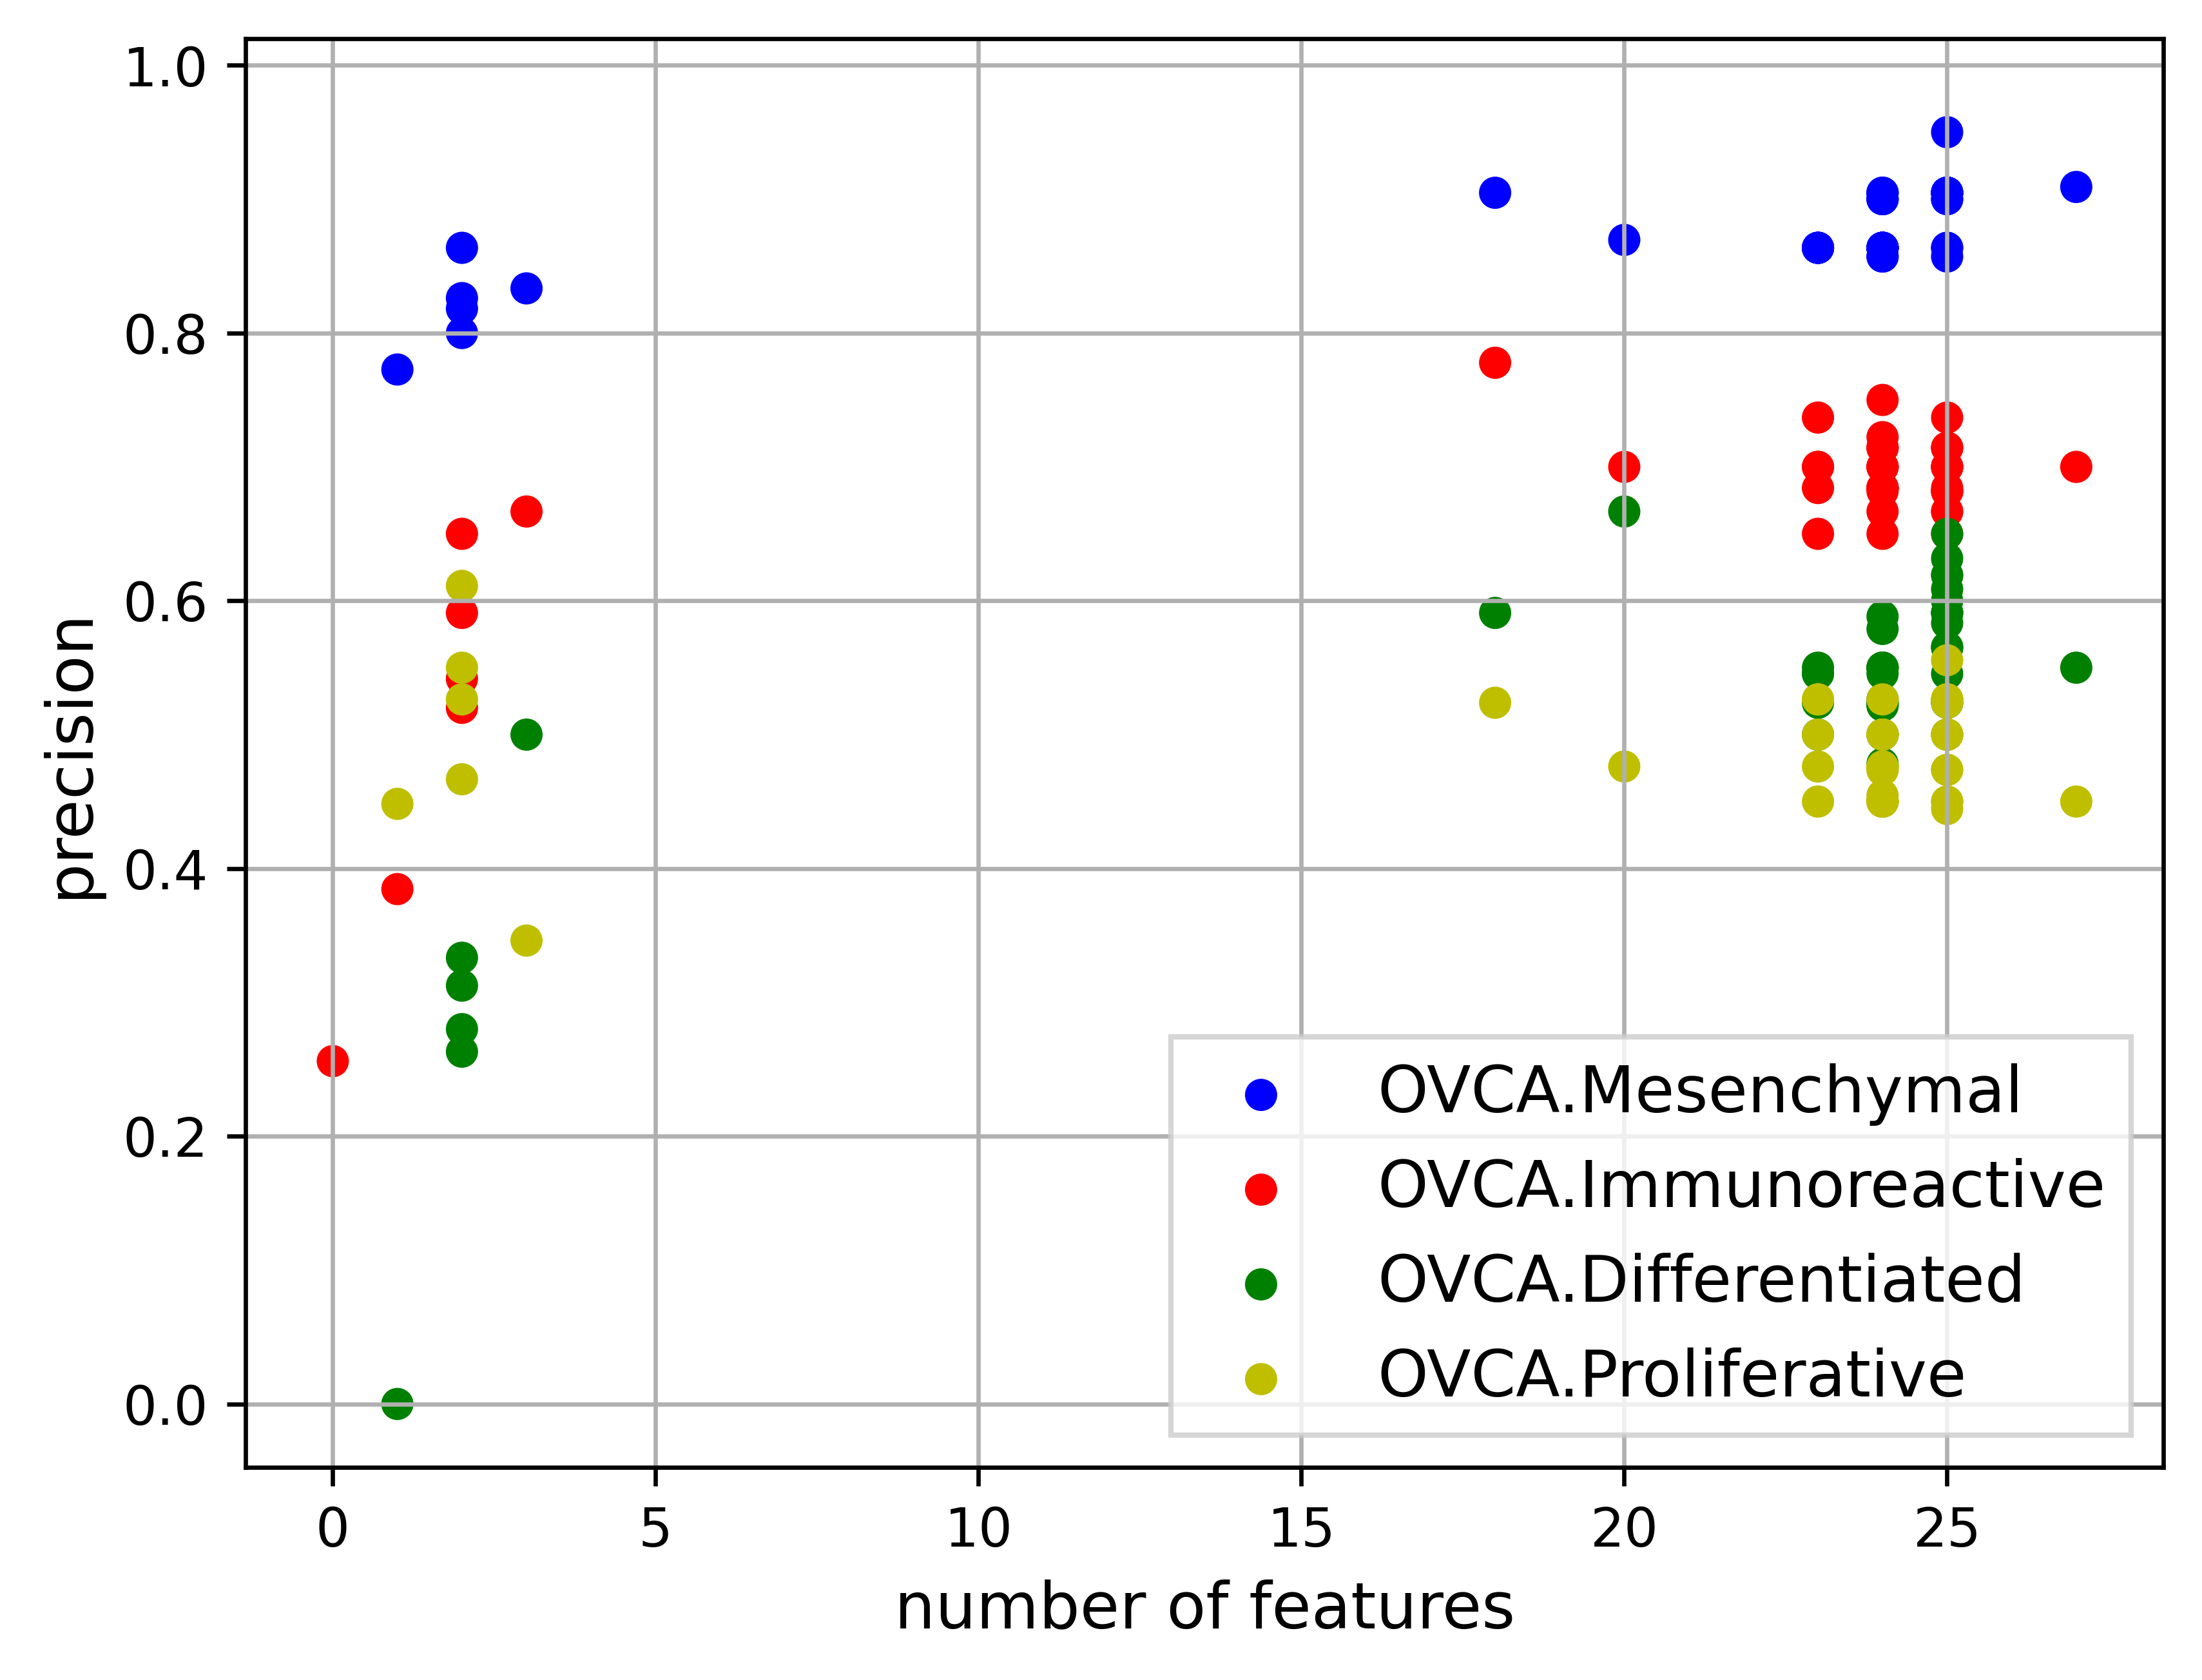 1.0
0.8
0.6
0.4
0.2
0.0
precision
0 5 10 15 20 25
number of features
OVCA.Mesenchymal
OVCA.Immunoreactive
OVCA.Differentiated
OVCA.Proliferative